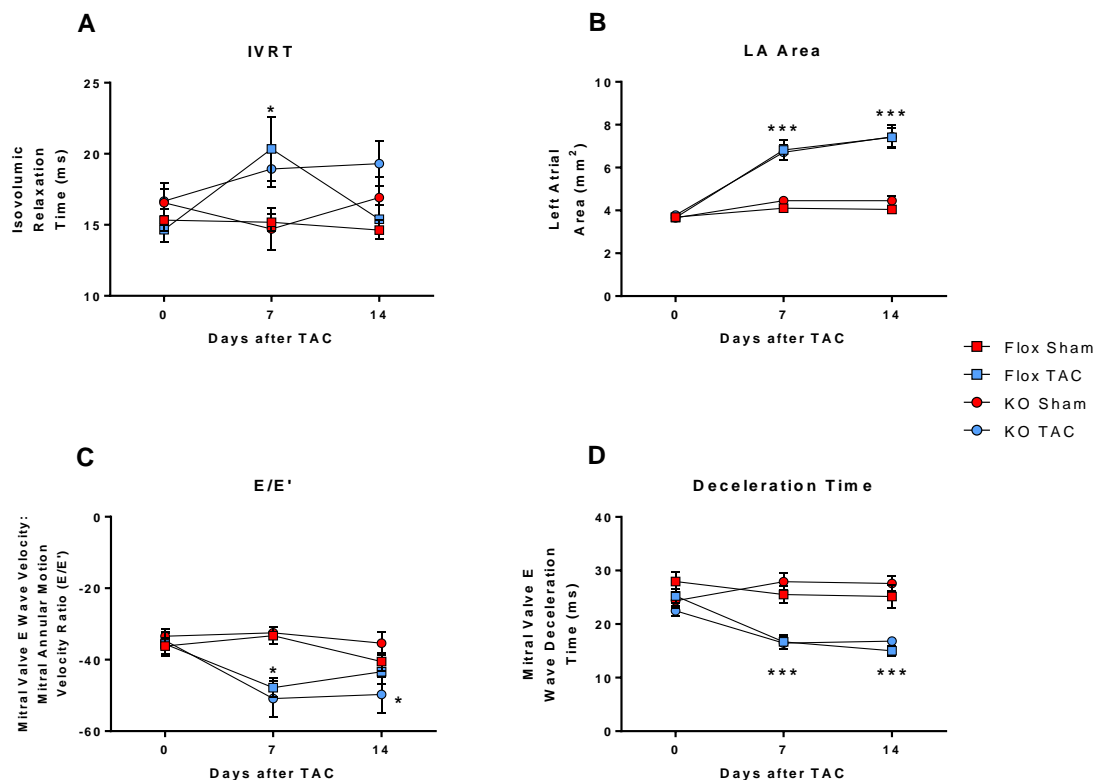 A
IVRT
25
20
15
10
Isovolumic
Relaxation
Time (ms)
*
0 7 14
Days after TAC
B
LA Area
10
8
6
4
2
0
Left Atrial
Area (mm²)
*** ***
0 7 14
Days after TAC
Flox Sham
Flox TAC
KO Sham
KO TAC
C
E/E'
0
-20
-40
-60
Mitral Valve E Wave Velocity:
Mitral Annular Motion
Velocity Ratio (E/E')
*
*
0 7 14
Days after TAC
D
Deceleration Time
40
30
20
10
0
Mitral Valve E
Wave Deceleration
Time (ms)
*** ***
0 7 14
Days after TAC